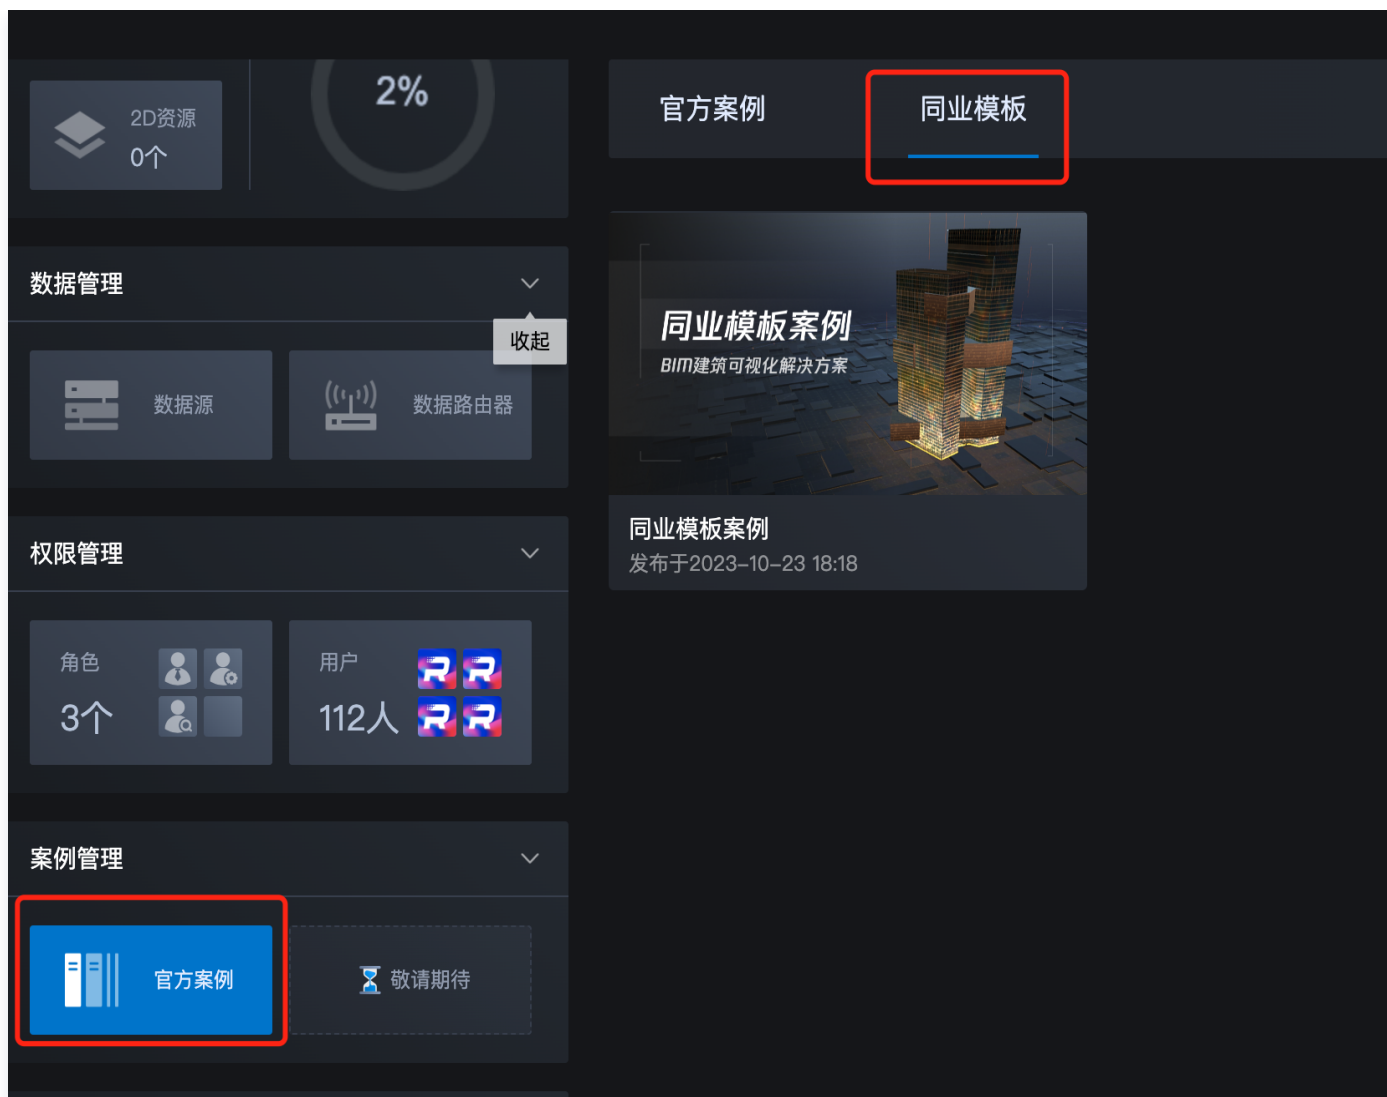 2D资源
0个
2%
数据管理
收起
数据源
数据路由器
权限管理
角色
3个
用户
112人
案例管理
官方案例
敬请期待
官方案例
同业模板
同业模板案例
BIM建筑可视化解决方案
同业模板案例
发布于2023-10-23 18:18